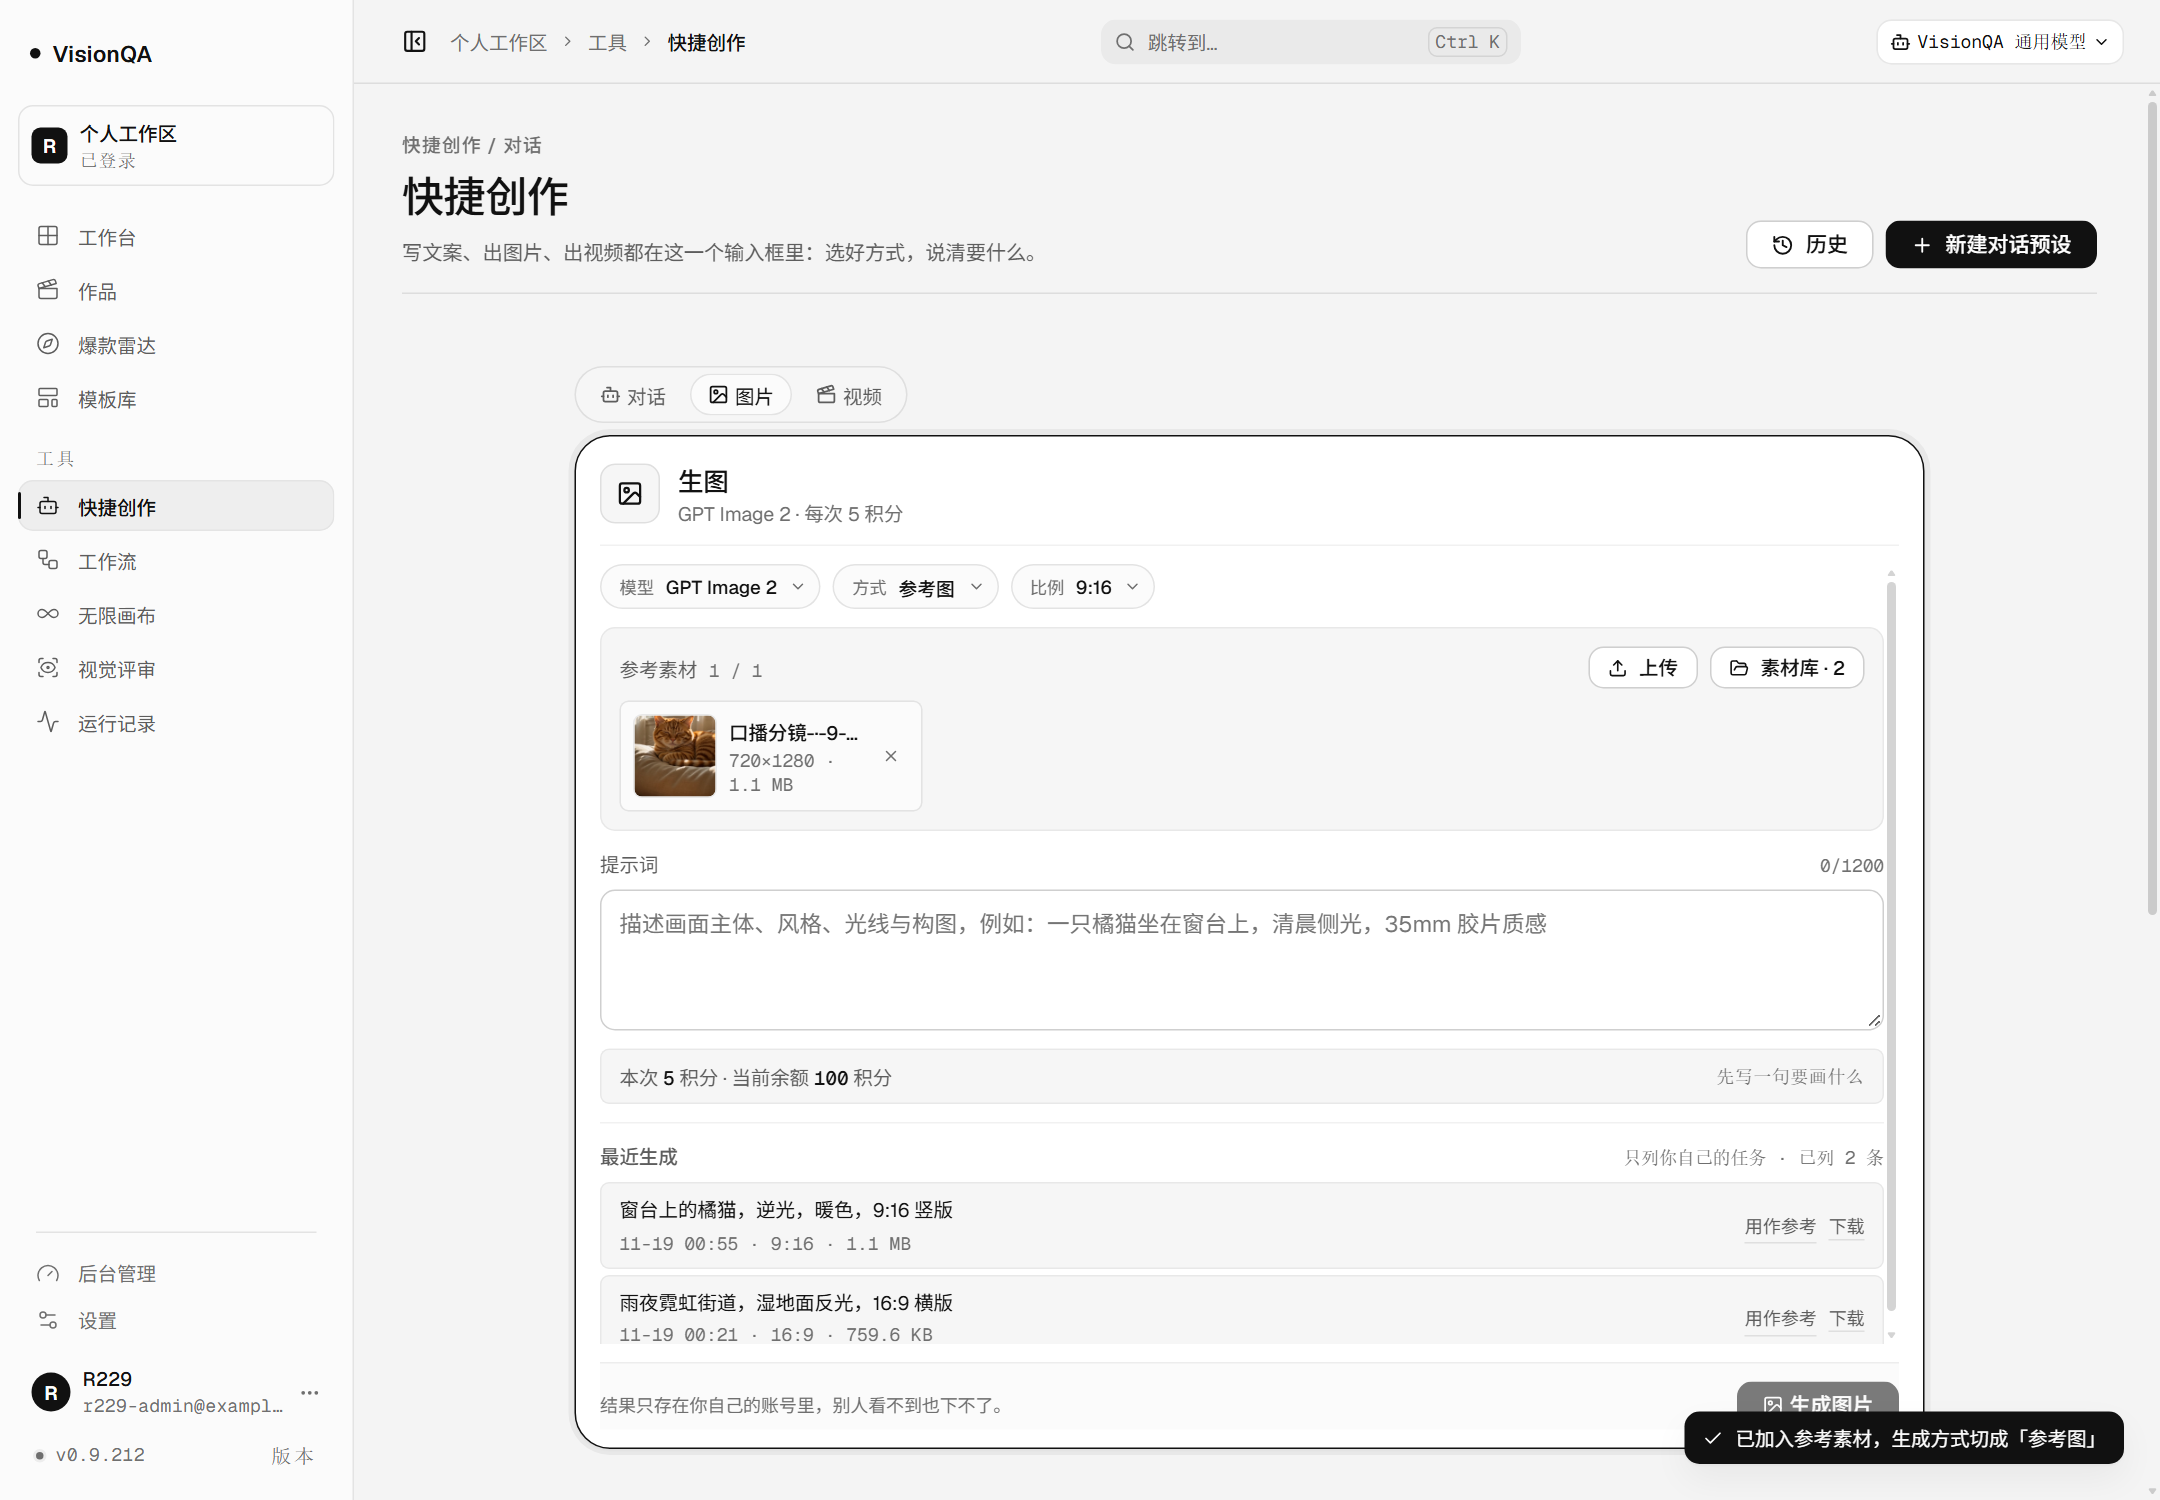 VisionQA
R
个人工作区
已登录
工作台
作品
爆款雷达
模板库
工具
快捷创作
工作流
无限画布
视觉评审
运行记录
后台管理
设置
R
R229
r229-admin@exampl…
v0.9.212
版本
个人工作区 > 工具 > 快捷创作
跳转到…
Ctrl K
VisionQA 通用模型
快捷创作 / 对话
快捷创作
写文案、出图片、出视频都在这一个输入框里：选好方式，说清要什么。
历史
新建对话预设
对话
图片
视频
生图
GPT Image 2 · 每次 5 积分
模型 GPT Image 2
方式 参考图
比例 9:16
参考素材 1 / 1
上传
素材库 · 2
口播分镜-·-9-…
720×1280 ·
1.1 MB
提示词
0/1200
描述画面主体、风格、光线与构图，例如：一只橘猫坐在窗台上，清晨侧光，35mm 胶片质感
本次 5 积分 · 当前余额 100 积分
先写一句要画什么
最近生成
只列你自己的任务 · 已列 2 条
窗台上的橘猫，逆光，暖色，9:16 竖版
11-19 00:55 · 9:16 · 1.1 MB
用作参考
下载
雨夜霓虹街道，湿地面反光，16:9 横版
11-19 00:21 · 16:9 · 759.6 KB
用作参考
下载
结果只存在你自己的账号里，别人看不到也下不了。
生成图片
已加入参考素材，生成方式切成「参考图」